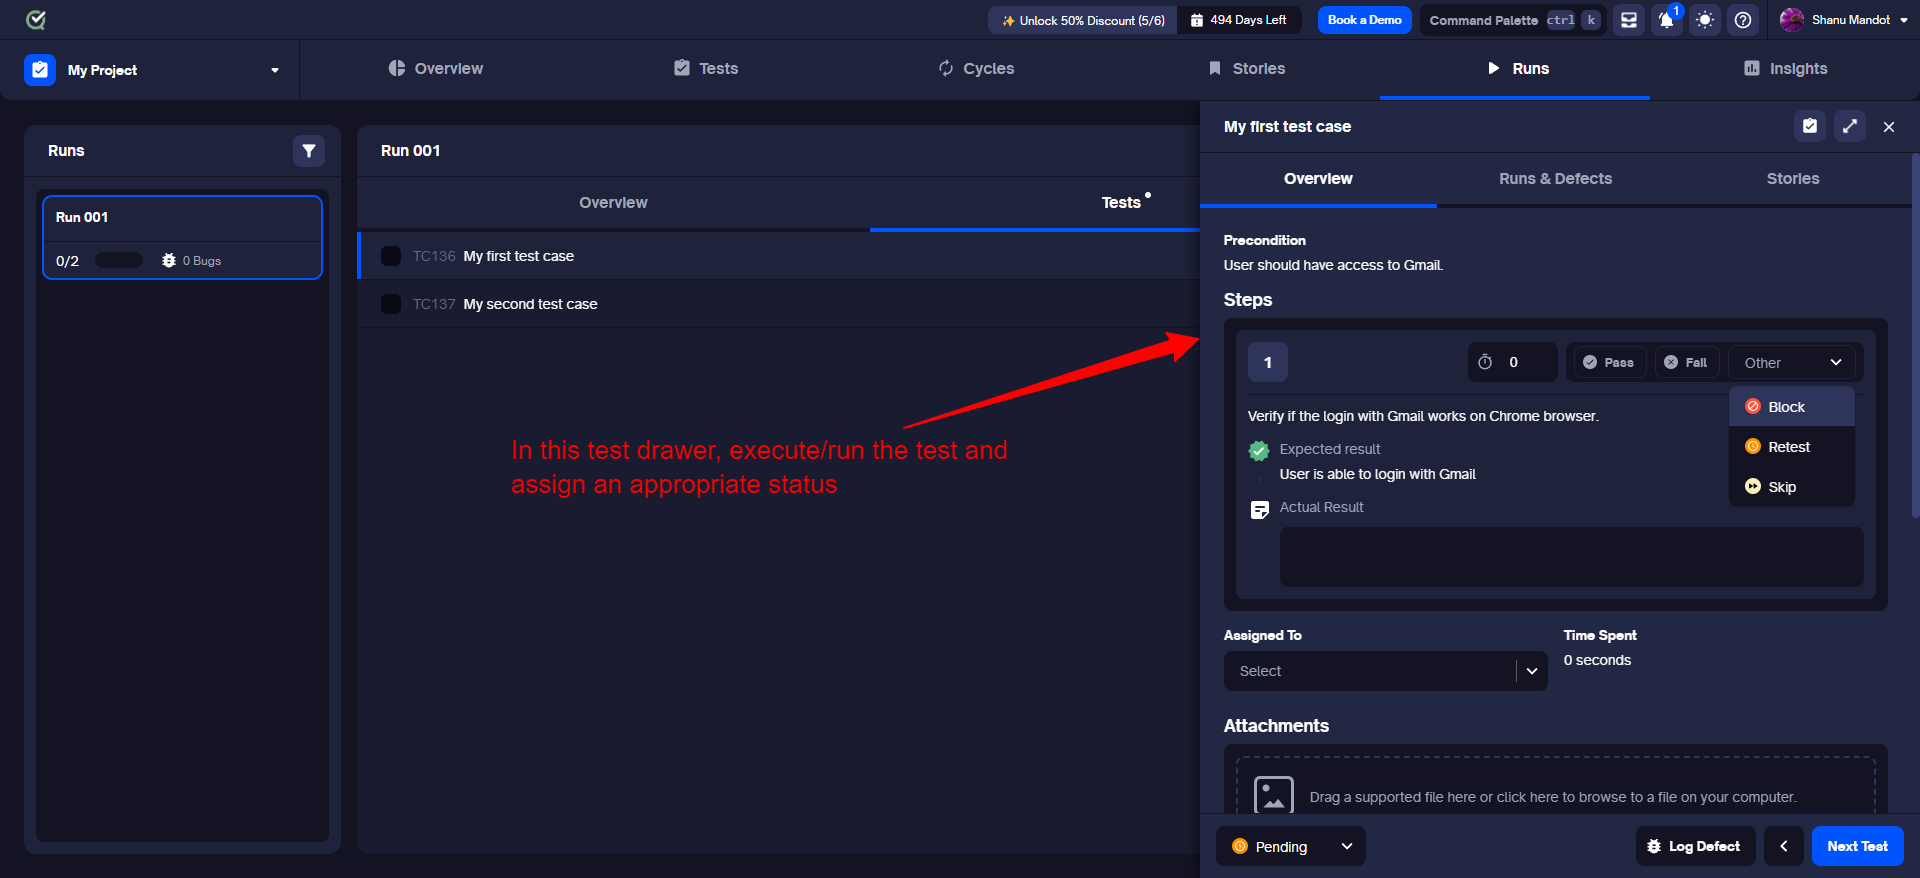 ✨ Unlock 50% Discount (5/6)
494 Days Left
Book a Demo
Command Palette ctrl k
1
Shanu Mandot
My Project
Overview
Tests
Cycles
Stories
Runs
Insights
Runs
Run 001
0/2
0 Bugs
Run 001
Overview
Tests
TC136 My first test case
TC137 My second test case
In this test drawer, execute/run the test and
assign an appropriate status
My first test case
Overview
Runs & Defects
Stories
Precondition
User should have access to Gmail.
Steps
1
0
Pass
Fail
Other
Block
Retest
Skip
Verify if the login with Gmail works on Chrome browser.
Expected result
User is able to login with Gmail
Actual Result
Assigned To
Select
Time Spent
0 seconds
Attachments
Drag a supported file here or click here to browse to a file on your computer.
Pending
Log Defect
Next Test